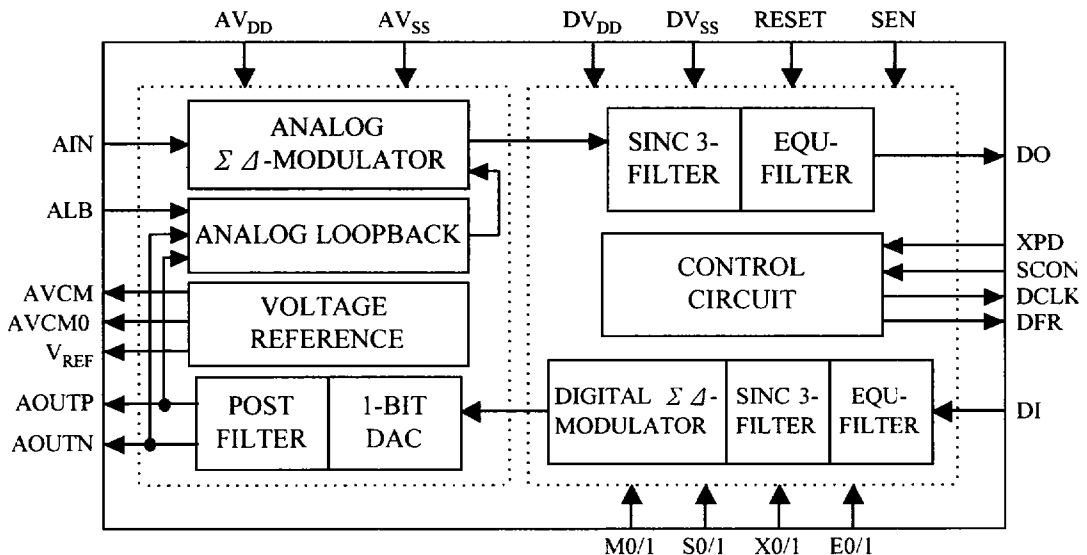 AVDD AVSS DVDD DVSS RESET SEN
AIN
ALB
AVCM
AVCM0
VREF
AOUTP
AOUTN
ANALOG
Σ Δ-MODULATOR
ANALOG LOOPBACK
VOLTAGE
REFERENCE
POST
FILTER
1-BIT
DAC
SINC 3-
FILTER
EQU-
FILTER
CONTROL
CIRCUIT
DIGITAL Σ Δ-
MODULATOR
SINC 3-
FILTER
EQU-
FILTER
DO
XPD
SCON
DCLK
DFR
DI
M0/1 S0/1 X0/1 E0/1